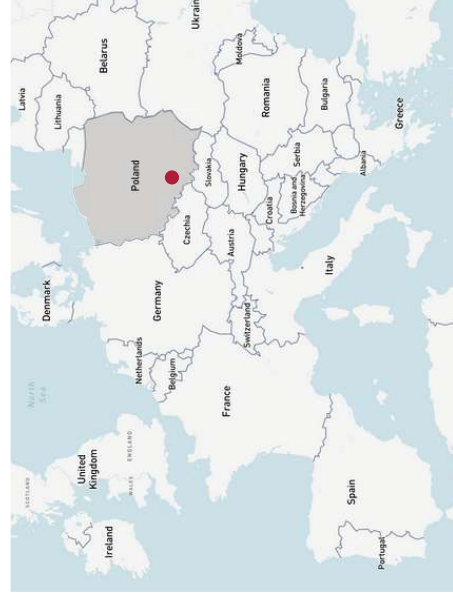 SCOTLAND
United
Kingdom
ENGLAND
WALES
Ireland
North
Sea
Denmark
Latvia
Lithuania
Belarus
Ukrain
Netherlands
Belgium
Germany
Poland
Czechia
Slovakia
Moldova
France
Switzerland
Austria
Hungary
Romania
Croatia
Bosnia and
Herzegovina
Serbia
Bulgaria
Italy
Albania
Greece
Spain
Portugal